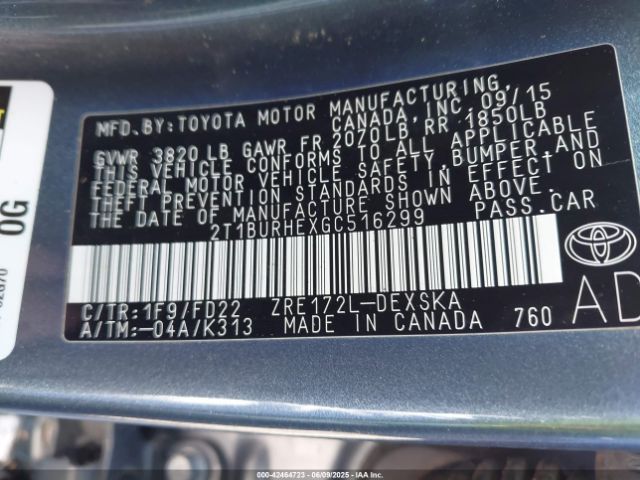 MFD.BY:TOYOTA MOTOR MANUFACTURING,
CANADA,INC. 09/15
GVWR 3820 LB GAWR FR 2070LB, RR 1850LB
THIS VEHICLE CONFORMS TO ALL APPLICABLE
FEDERAL MOTOR VEHICLE SAFETY, BUMPER, AND
THEFT PREVENTION STANDARDS IN EFFECT ON
THE DATE OF MANUFACTURE SHOWN ABOVE.
2T1BURHEXGC516299 PASS.CAR
C/TR:1F9/FD22 ZRE172L-DEXSKA
A/TM:-04A/K313 MADE IN CANADA 760
AD
TOYOTA
OG
000-42464723 - 06/09/2025 - IAAI.COM